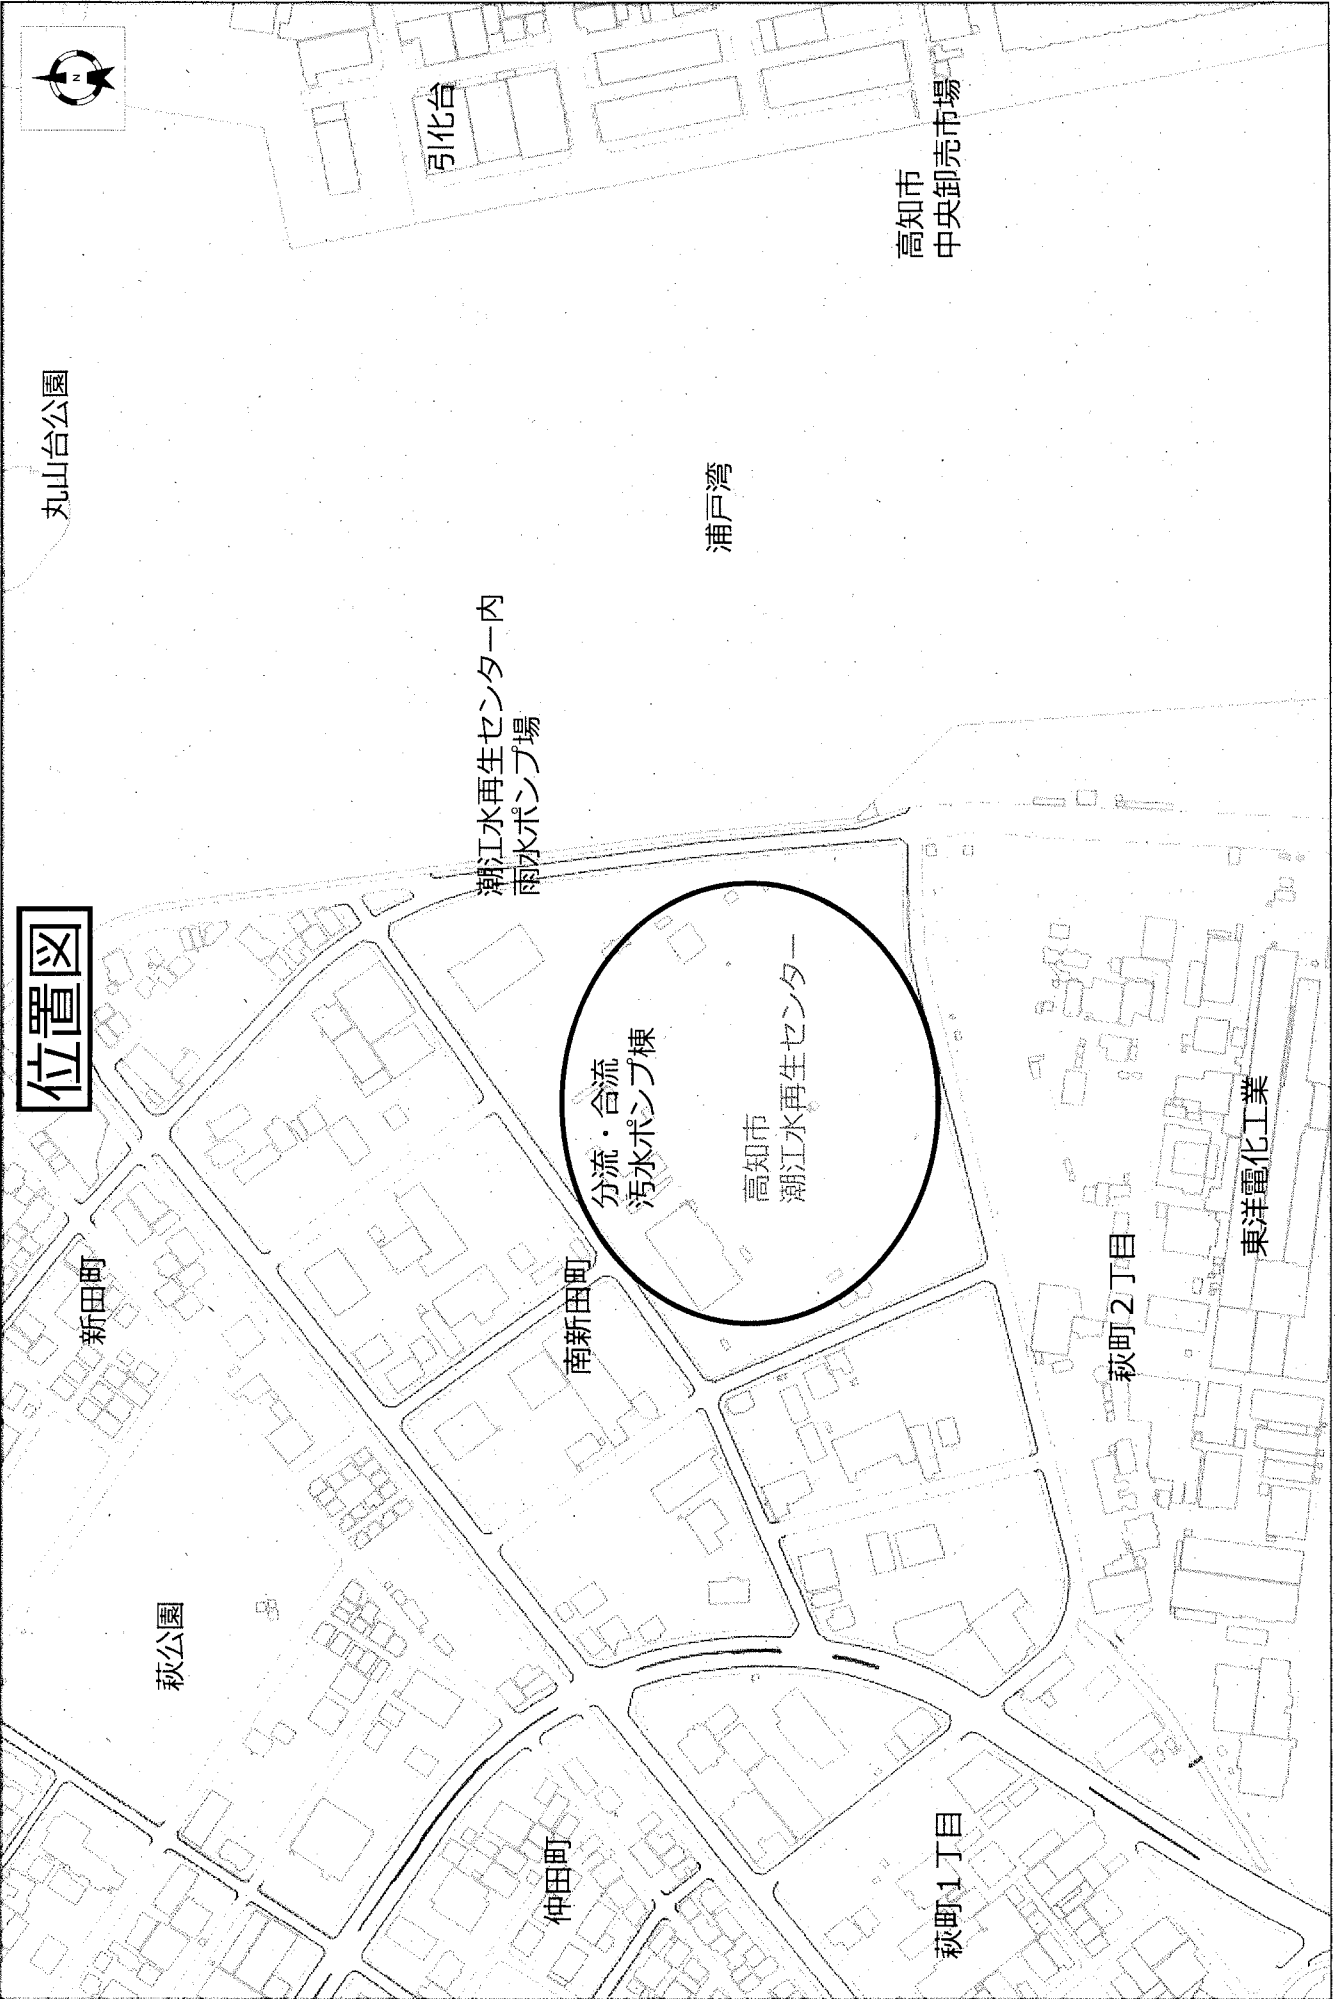 位置図
N
丸山台公園
引化台
高知市
中央卸売市場
浦戸湾
潮江水再生センター内
雨水ポンプ場
分流・合流
汚水ポンプ棟
高知市
潮江水再生センター
新田町
南新田町
萩公園
仲田町
萩町1丁目
萩町2丁目
東洋電化工業